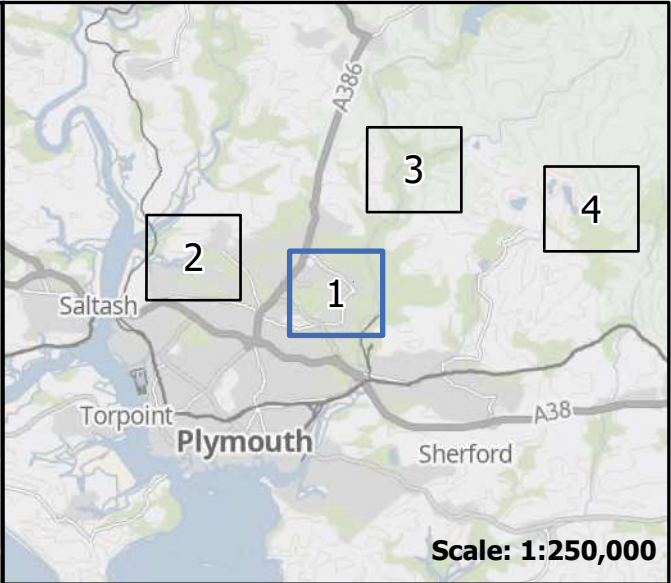 A386
3
4
2
1
Saltash
Torpoint
A38
Plymouth
Sherford
Scale: 1:250,000